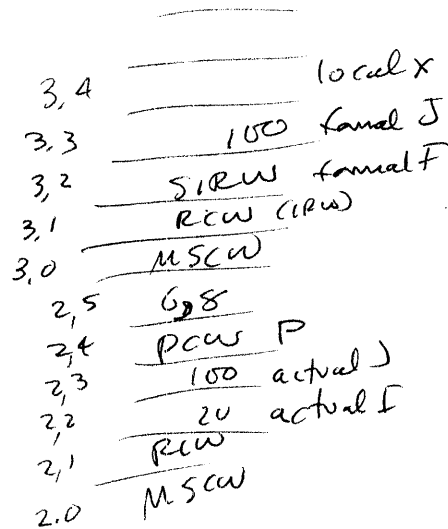 3,4 local x
3,3 100 formal J
3,2 SIRW formal F
3,1 RCW (IRW)
3,0 MSCW
2,5 6,8
2,4 PCW P
2,3 100 actual J
2,2 20 actual I
2,1 RCW
2.0 MSCW